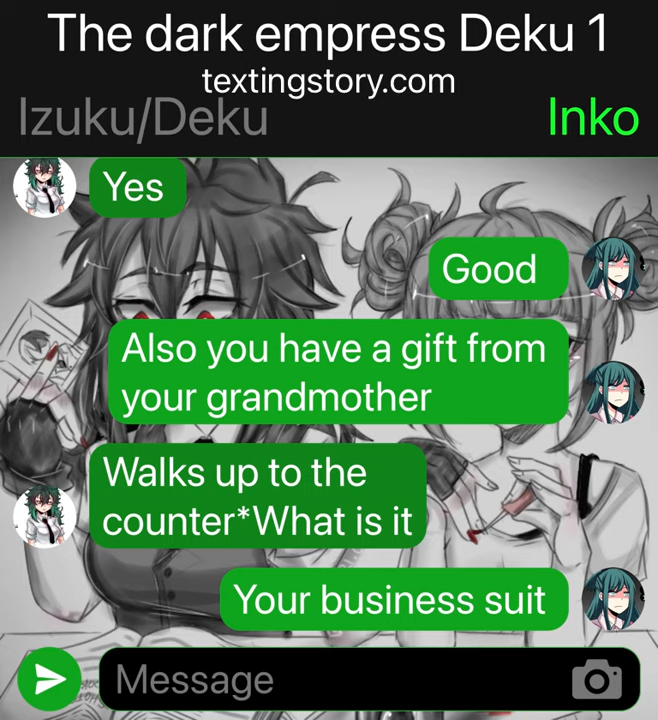 The dark empress Deku 1
textingstory.com
Izuku/Deku
Inko
Yes
Good
Also you have a gift from
your grandmother
Walks up to the
counter*What is it
Your business suit
Message